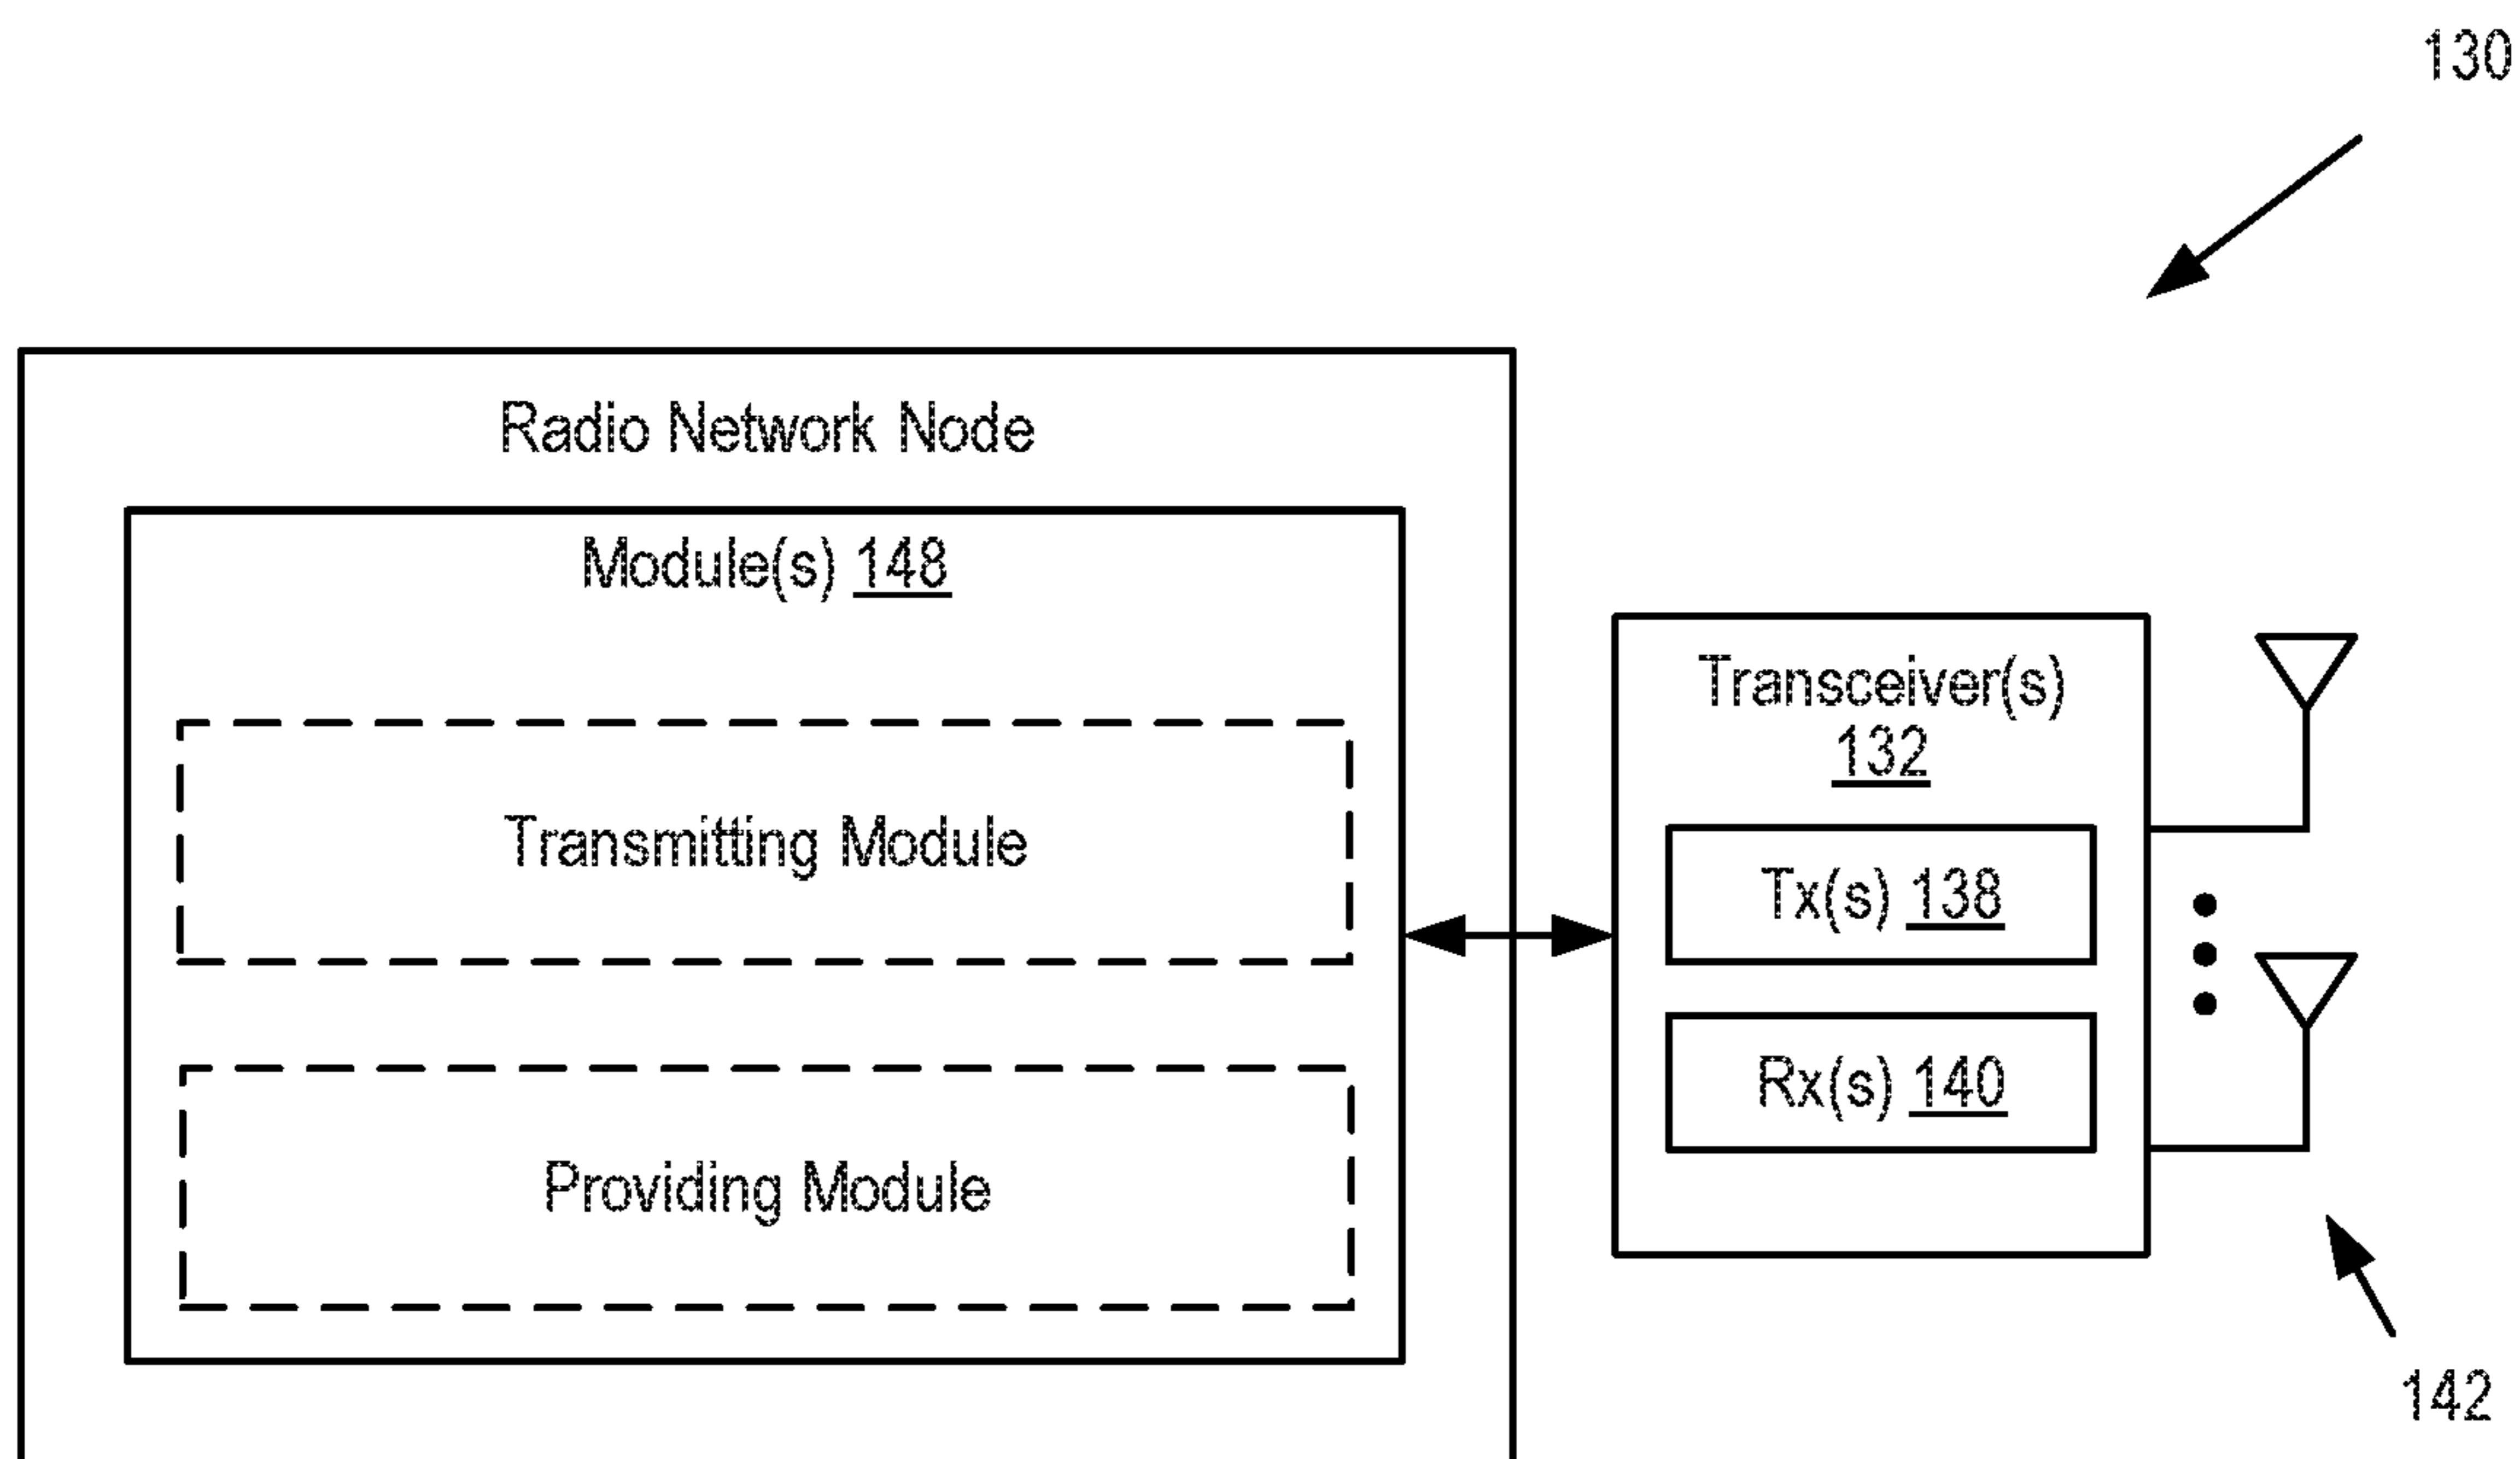 130
Radio Network Node
Module(s) 148
Transmitting Module
Providing Module
Transceiver(s)
132
Tx(s) 138
Rx(s) 140
142